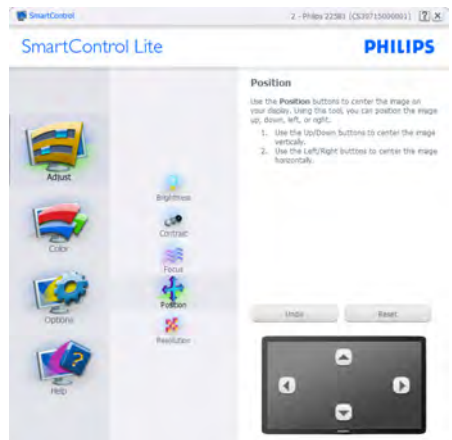 SmartControl
2 - Philips 225B1 (CS30715000001)
? X
SmartControl Lite
PHILIPS
Adjust
Color
Options
Help
Brightness
Contrast
Focus
Position
Resolution
Position
Use the Position buttons to center the image on
your display. Using the tool, you can position the image
up, down, left, or right.
1. Use the Up/Down buttons to center the image
vertically.
2. Use the Left/Right buttons to center the image
horizontally.
Undo
Reset